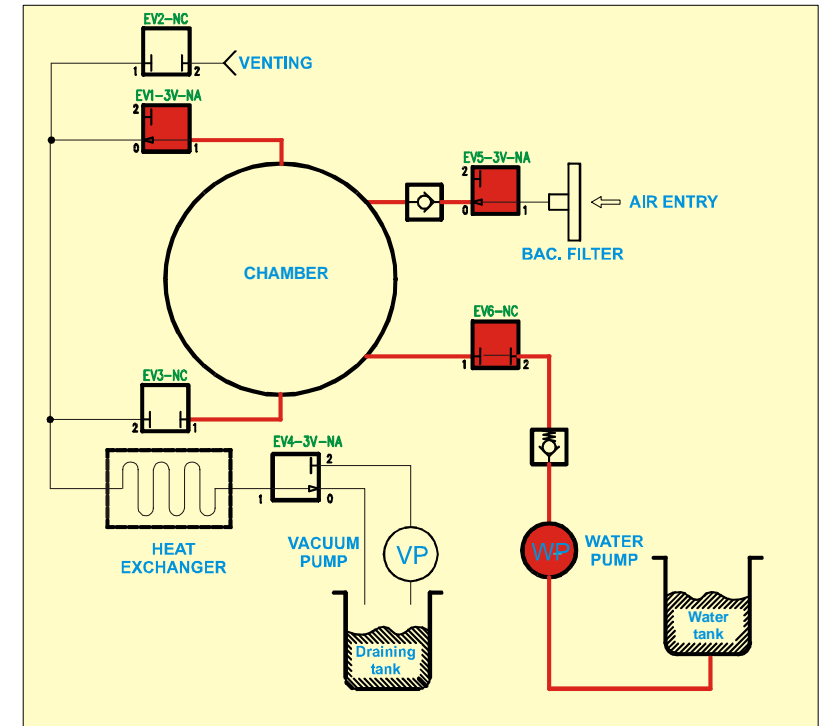 EV2-NC
1 2
VENTING
EV1-3V-NA
2
0 1
EV5-3V-NA
2
0 1
AIR ENTRY
BAC. FILTER
CHAMBER
EV6-NC
1 2
EV3-NC
2 1
EV4-3V-NA
2
1 0
HEAT
EXCHANGER
VACUUM
PUMP
VP
WP
WATER
PUMP
Water
tank
Draining
tank